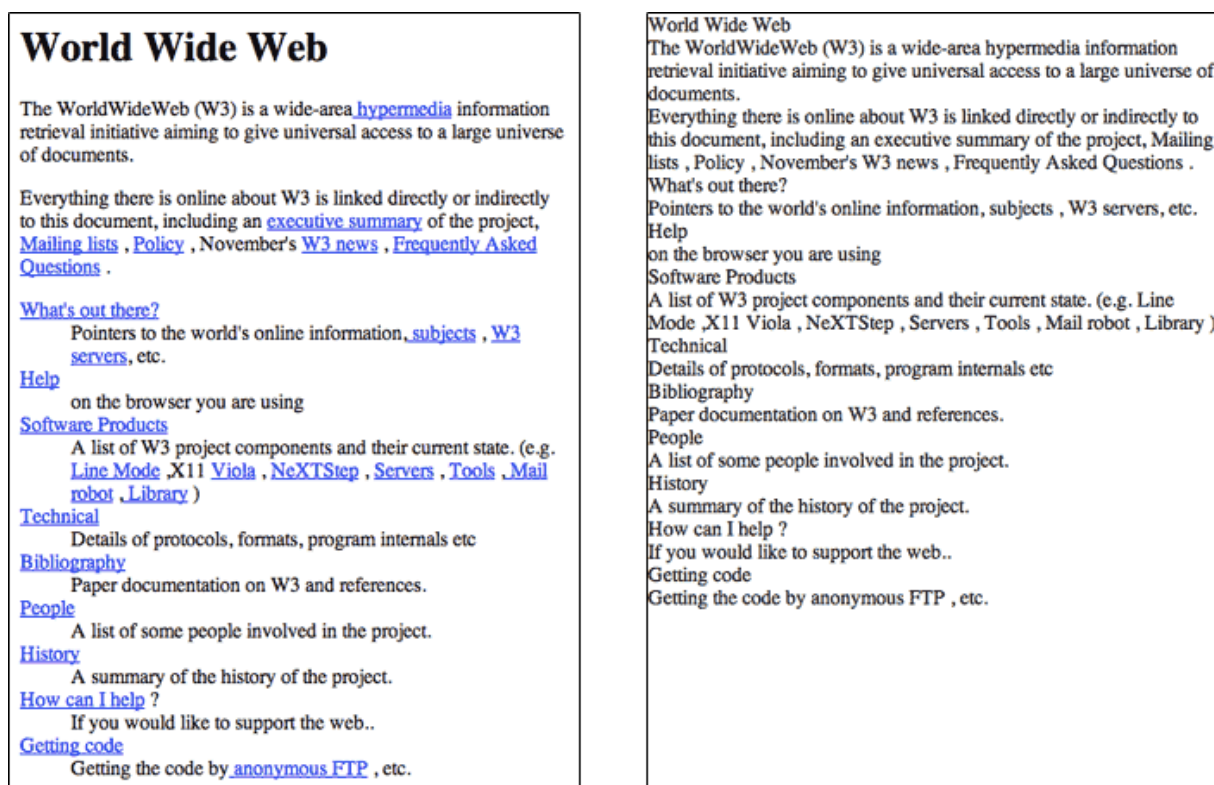 World Wide Web
The WorldWideWeb (W3) is a wide-area hypermedia information
retrieval initiative aiming to give universal access to a large universe
of documents.
Everything there is online about W3 is linked directly or indirectly
to this document, including an executive summary of the project,
Mailing lists , Policy , November's W3 news , Frequently Asked
Questions .
What's out there?
Pointers to the world's online information, subjects , W3
servers, etc.
Help
on the browser you are using
Software Products
A list of W3 project components and their current state. (e.g.
Line Mode ,X11 Viola , NeXTStep , Servers , Tools , Mail
robot , Library )
Technical
Details of protocols, formats, program internals etc
Bibliography
Paper documentation on W3 and references.
People
A list of some people involved in the project.
History
A summary of the history of the project.
How can I help ?
If you would like to support the web..
Getting code
Getting the code by anonymous FTP , etc.
World Wide Web
The WorldWideWeb (W3) is a wide-area hypermedia information
retrieval initiative aiming to give universal access to a large universe of
documents.
Everything there is online about W3 is linked directly or indirectly to
this document, including an executive summary of the project, Mailing
lists , Policy , November's W3 news , Frequently Asked Questions .
What's out there?
Pointers to the world's online information, subjects , W3 servers, etc.
Help
on the browser you are using
Software Products
A list of W3 project components and their current state. (e.g. Line
Mode ,X11 Viola , NeXTStep , Servers , Tools , Mail robot , Library )
Technical
Details of protocols, formats, program internals etc
Bibliography
Paper documentation on W3 and references.
People
A list of some people involved in the project.
History
A summary of the history of the project.
How can I help ?
If you would like to support the web..
Getting code
Getting the code by anonymous FTP , etc.